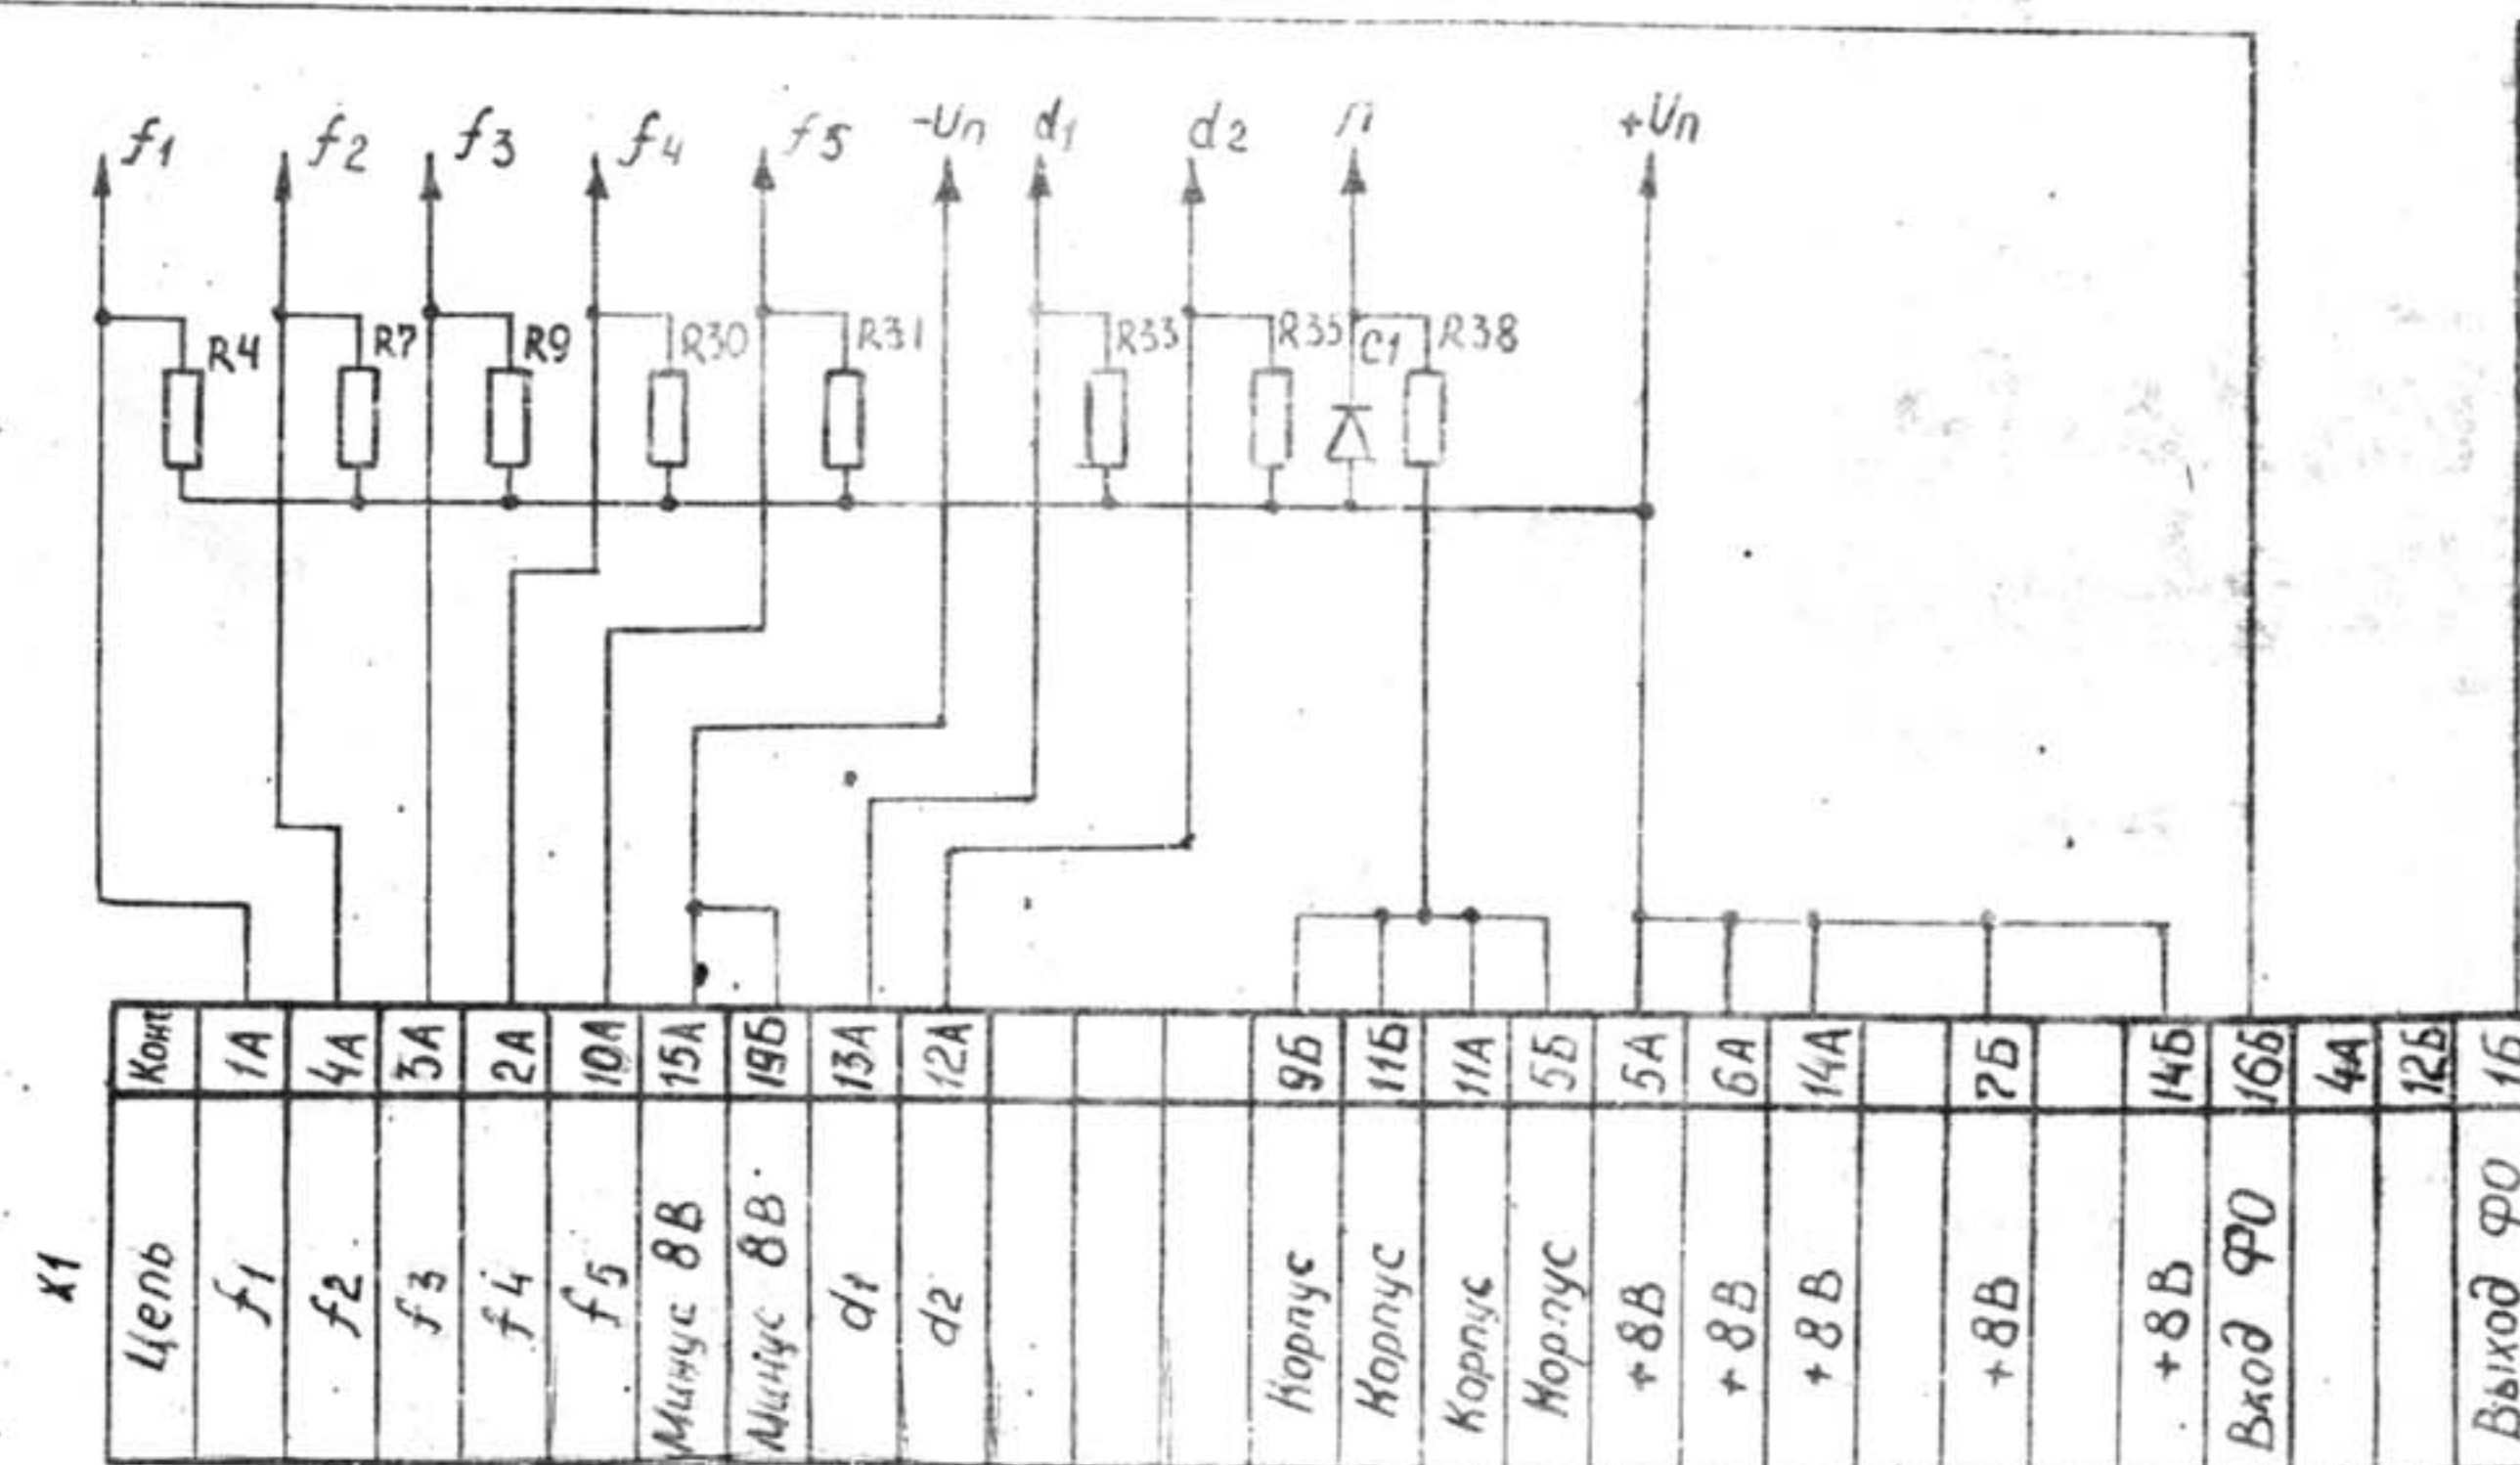 f1 f2 f3 f4 f5 -Uп d1 d2 П +Uп
R4 R7 R9 R30 R31 R33 R35 C1 R38
X1
Конт 1А 4А 3А 2А 10А 15А 19Б 13А 12А 9Б 11Б 11А 5Б 5А 6А 14А 7Б 14Б 16Б 4А 12Б 1Б
Цепь f1 f2 f3 f4 f5 Минус 8В Минус 8В d1 d2 Корпус Корпус Корпус Корпус +8В +8В +8В +8В +8В Вход ФО Выход ФО